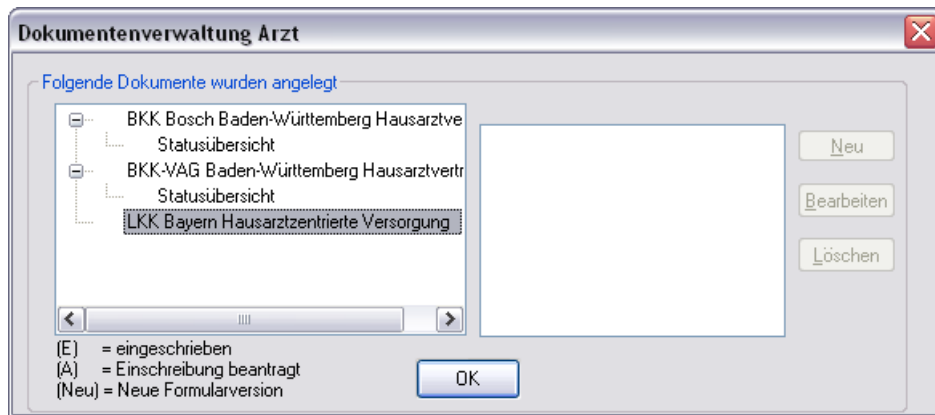 Dokumentenverwaltung Arzt
Folgende Dokumente wurden angelegt
BKK Bosch Baden-Württemberg Hausarztve
Statusübersicht
BKK-VAG Baden-Württemberg Hausarztvertr
Statusübersicht
LKK Bayern Hausarztzentrierte Versorgung
Neu
Bearbeiten
Löschen
(E) = eingeschrieben
(A) = Einschreibung beantragt
(Neu) = Neue Formularversion
OK